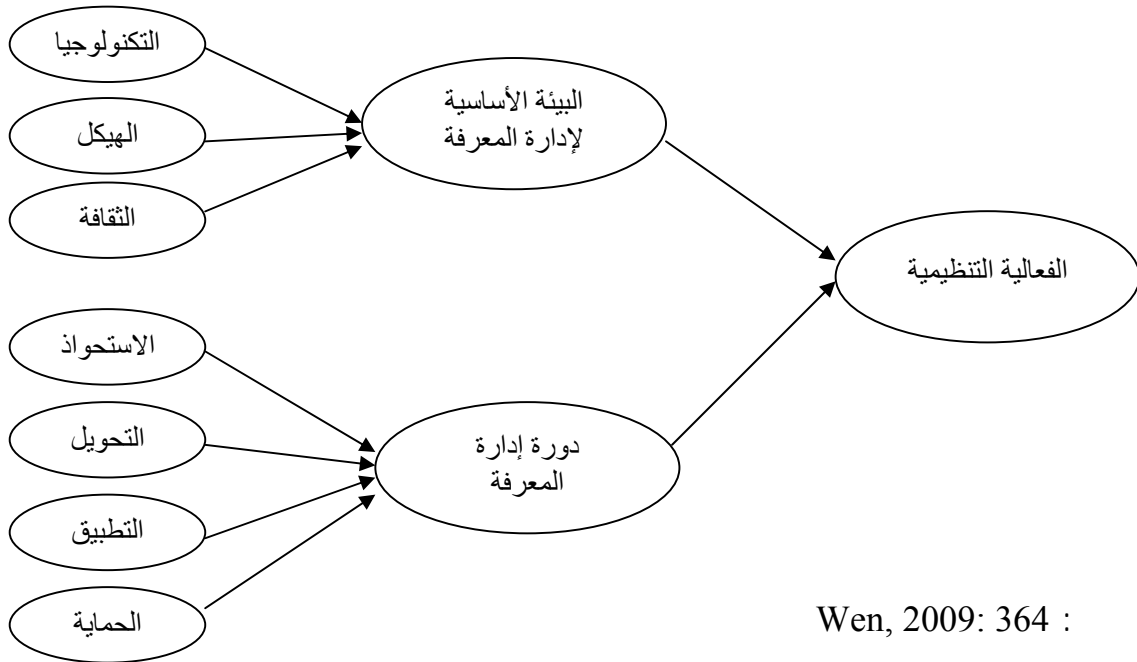 التكنولوجيا
الهيكل
الثقافة
البيئة الأساسية
لإدارة المعرفة
الفعالية التنظيمية
الاستحواذ
التحويل
التطبيق
الحماية
دورة إدارة
المعرفة
Wen, 2009: 364 :